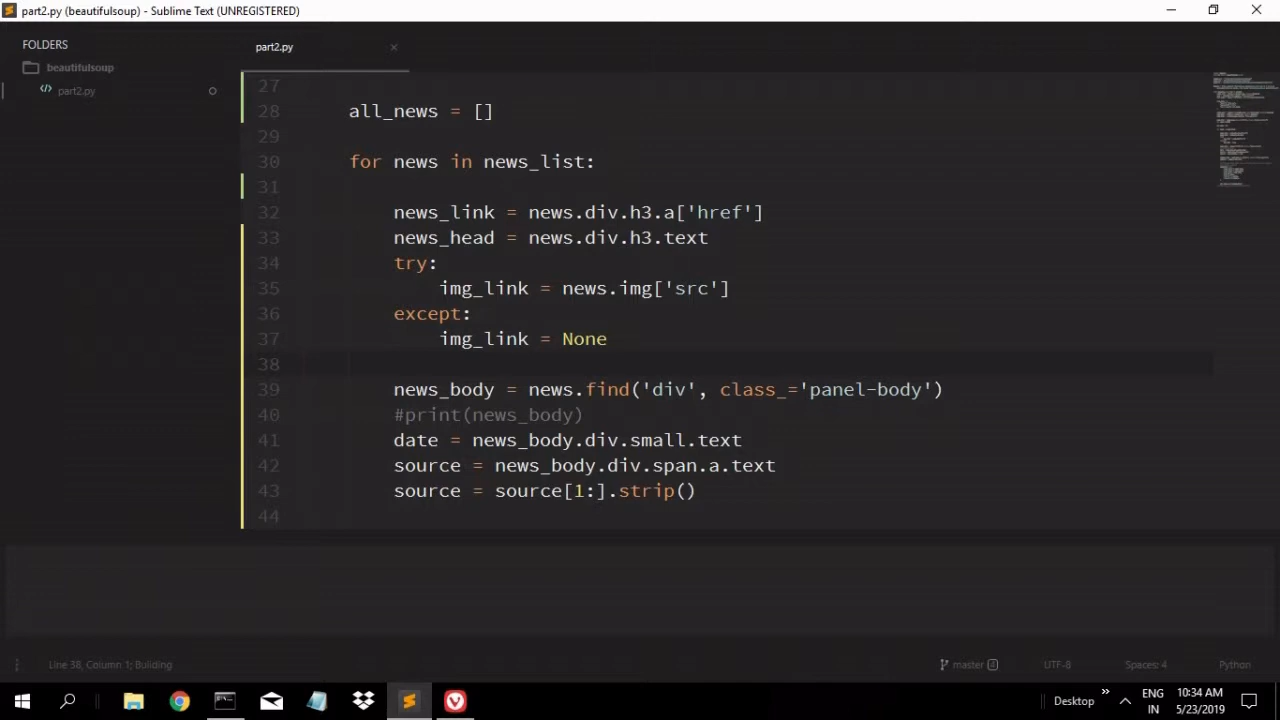 part2.py (beautifulsoup) - Sublime Text (UNREGISTERED)
FOLDERS
beautifulsoup
part2.py
part2.py
27
28 all_news = []
29
30 for news in news_list:
31
32 news_link = news.div.h3.a['href']
33 news_head = news.div.h3.text
34 try:
35 img_link = news.img['src']
36 except:
37 img_link = None
38
39 news_body = news.find('div', class_='panel-body')
40 #print(news_body)
41 date = news_body.div.small.text
42 source = news_body.div.span.a.text
43 source = source[1:].strip()
44
Line 38, Column 1; Building
master 4
UTF-8
Spaces: 4
Python
Desktop
ENG
IN
10:34 AM
5/23/2019